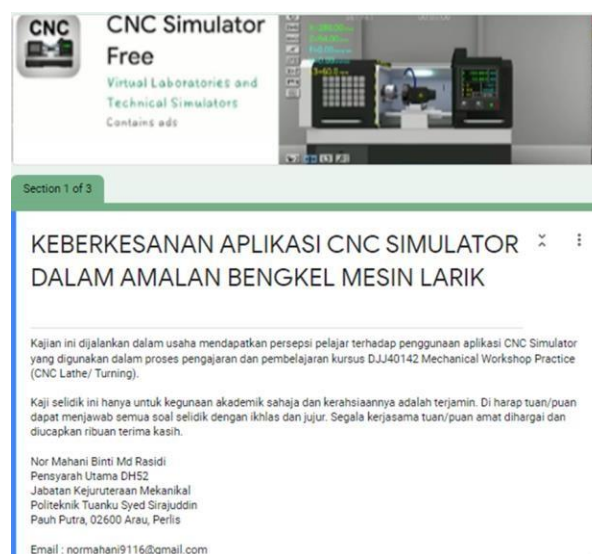 CNC
CNC Simulator
Free
Virtual Laboratories and
Technical Simulators
Contains ads
Section 1 of 3
KEBERKESANAN APLIKASI CNC SIMULATOR
DALAM AMALAN BENGKEL MESIN LARIK
Kajian ini dijalankan dalam usaha mendapatkan persepsi pelajar terhadap penggunaan aplikasi CNC Simulator
yang digunakan dalam proses pengajaran dan pembelajaran kursus DJJ40142 Mechanical Workshop Practice
(CNC Lathe/ Turning).
Kaji selidik ini hanya untuk kegunaan akademik sahaja dan kerahsiaannya adalah terjamin. Di harap tuan/puan
dapat menjawab semua soal selidik dengan ikhlas dan jujur. Segala kerjasama tuan/puan amat dihargai dan
diucapkan ribuan terima kasih.
Nor Mahani Binti Md Rasidi
Pensyarah Utama DH52
Jabatan Kejuruteraan Mekanikal
Politeknik Tuanku Syed Sirajuddin
Pauh Putra, 02600 Arau, Perlis
Email : normahani9116@gmail.com